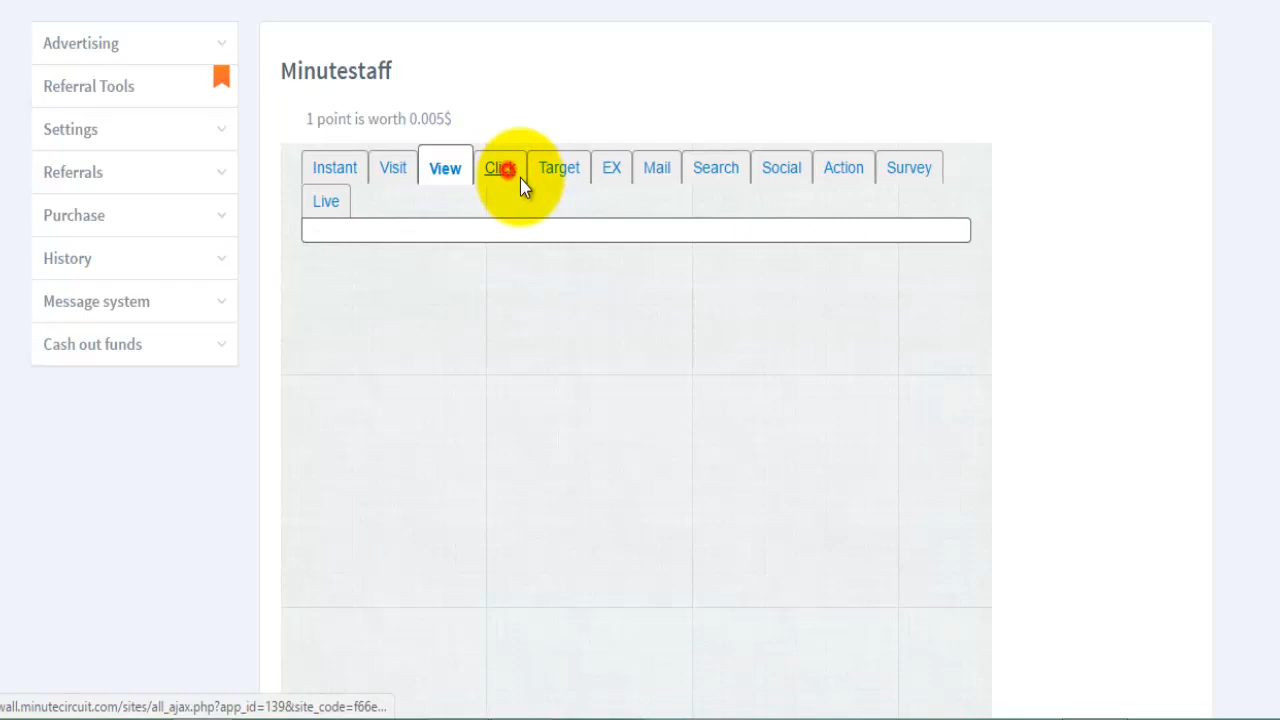 Advertising
Referral Tools
Settings
Referrals
Purchase
History
Message system
Cash out funds
Minutestaff
1 point is worth 0.005$
Instant Visit View Click Target EX Mail Search Social Action Survey
Live
wall.minutecircuit.com/sites/all_ajax.php?app_id=139&site_code=f66e...